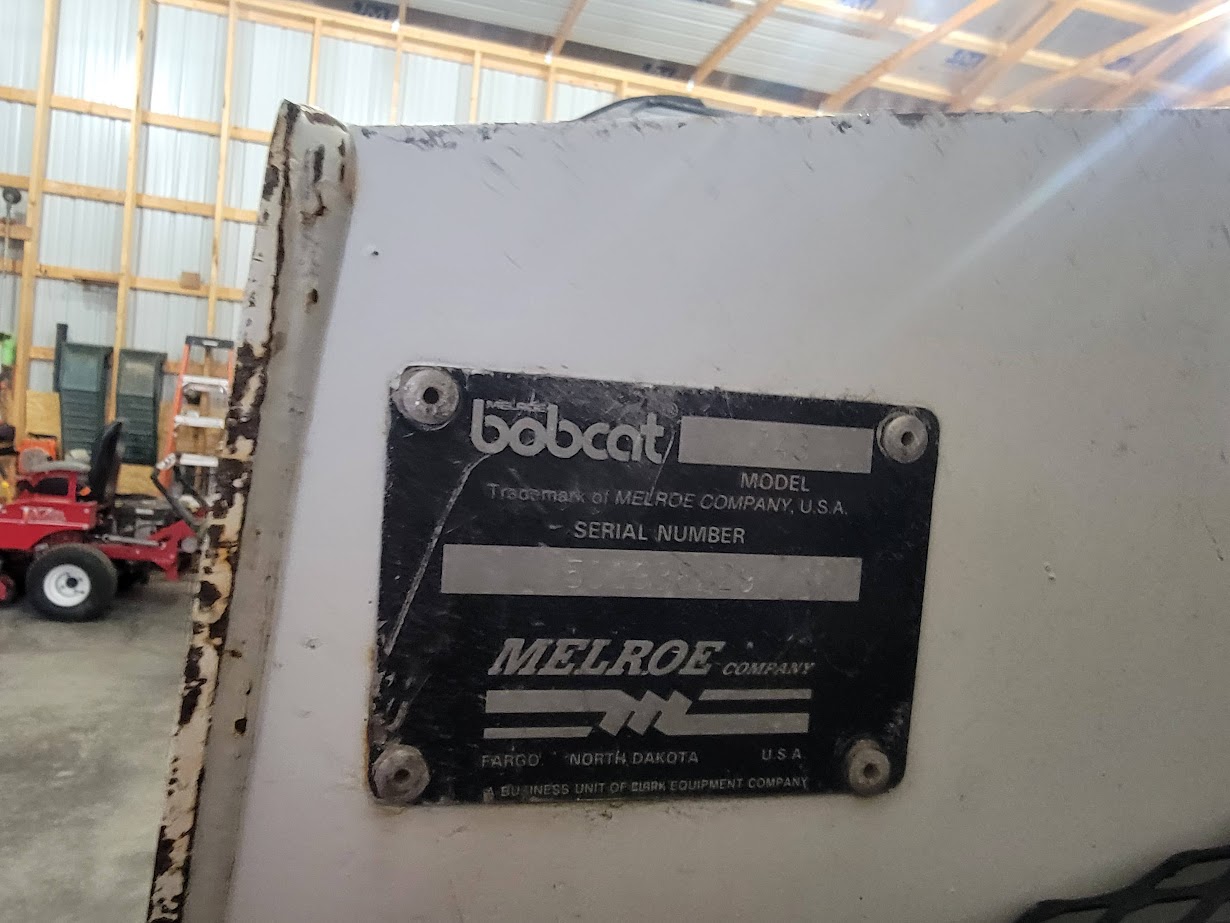 MELROE
bobcat
MODEL
Trademark of MELROE COMPANY, U.S.A.
SERIAL NUMBER
MELROE COMPANY
FARGO NORTH DAKOTA U.S.A.
A BUSINESS UNIT OF CLARK EQUIPMENT COMPANY